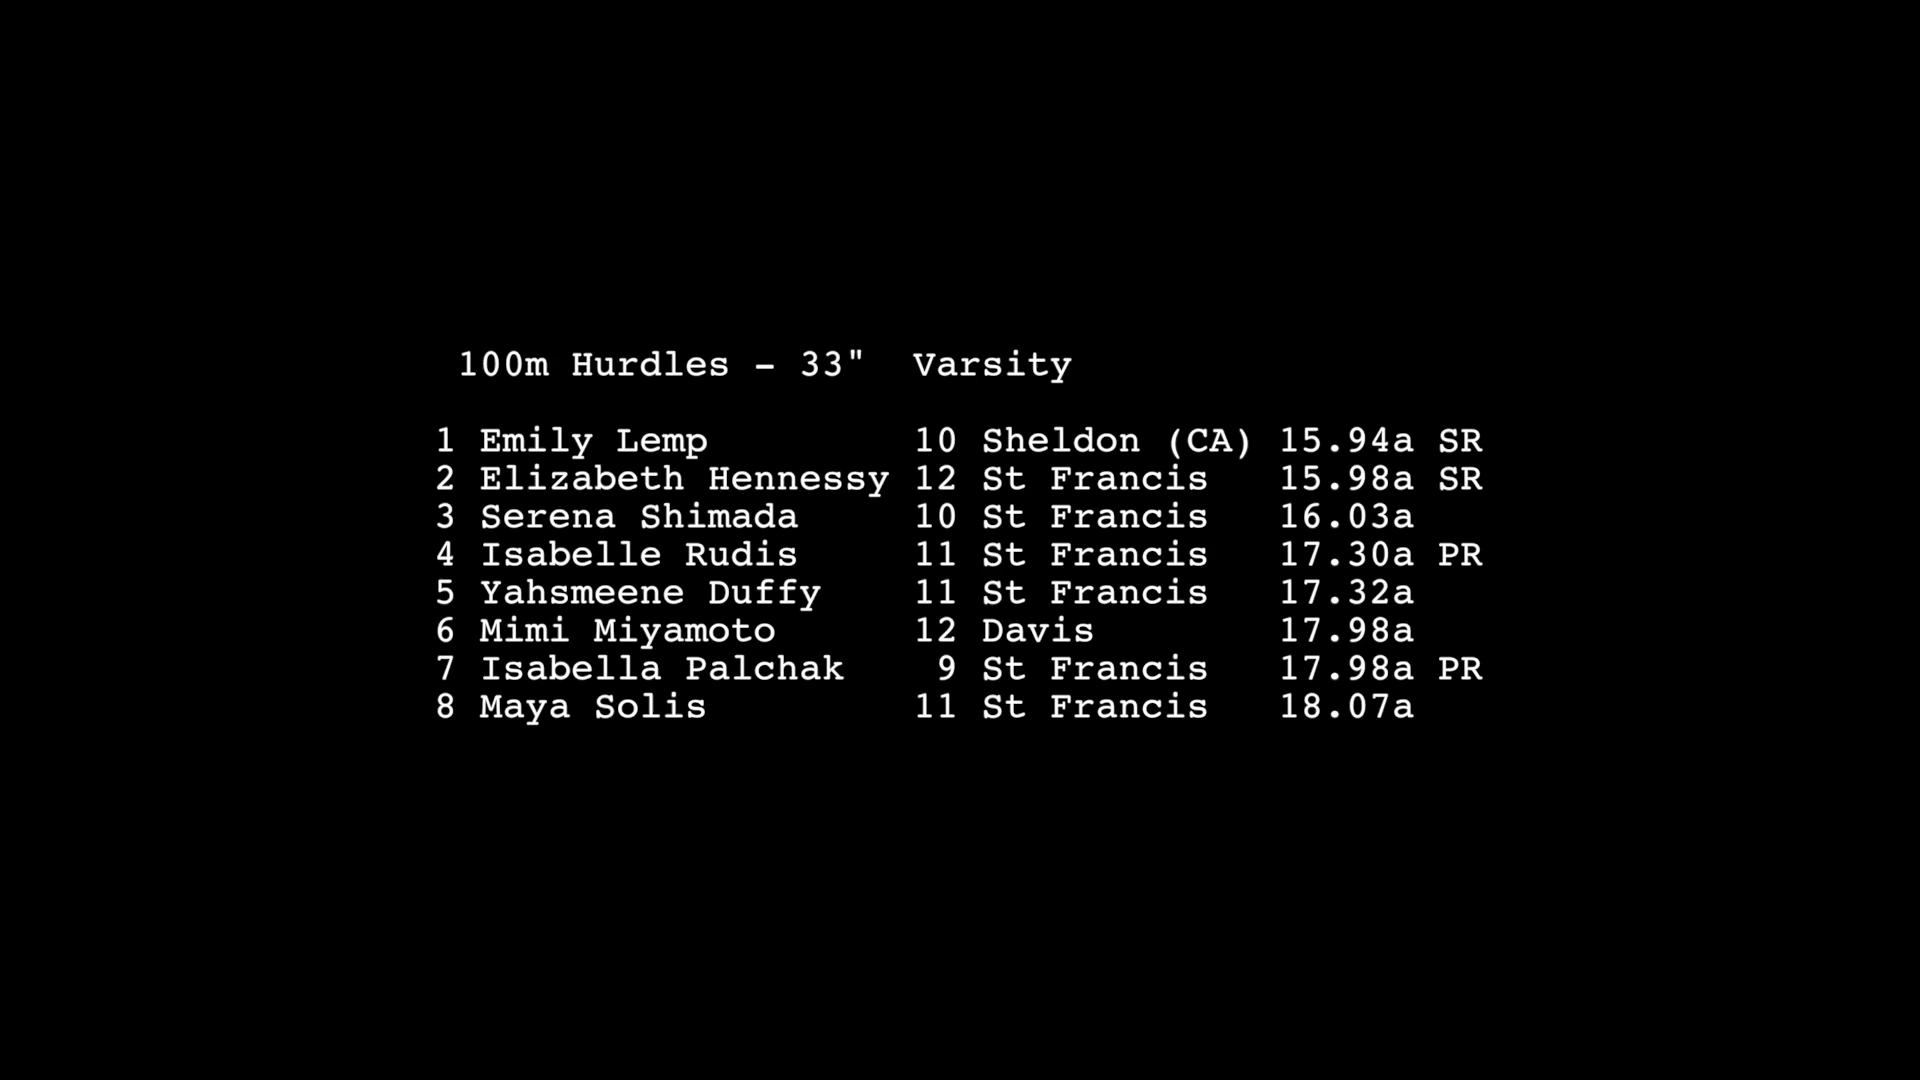 100m Hurdles - 33" Varsity
1 Emily Lemp 10 Sheldon (CA) 15.94a SR
2 Elizabeth Hennessy 12 St Francis 15.98a SR
3 Serena Shimada 10 St Francis 16.03a
4 Isabelle Rudis 11 St Francis 17.30a PR
5 Yahsmeene Duffy 11 St Francis 17.32a
6 Mimi Miyamoto 12 Davis 17.98a
7 Isabella Palchak 9 St Francis 17.98a PR
8 Maya Solis 11 St Francis 18.07a